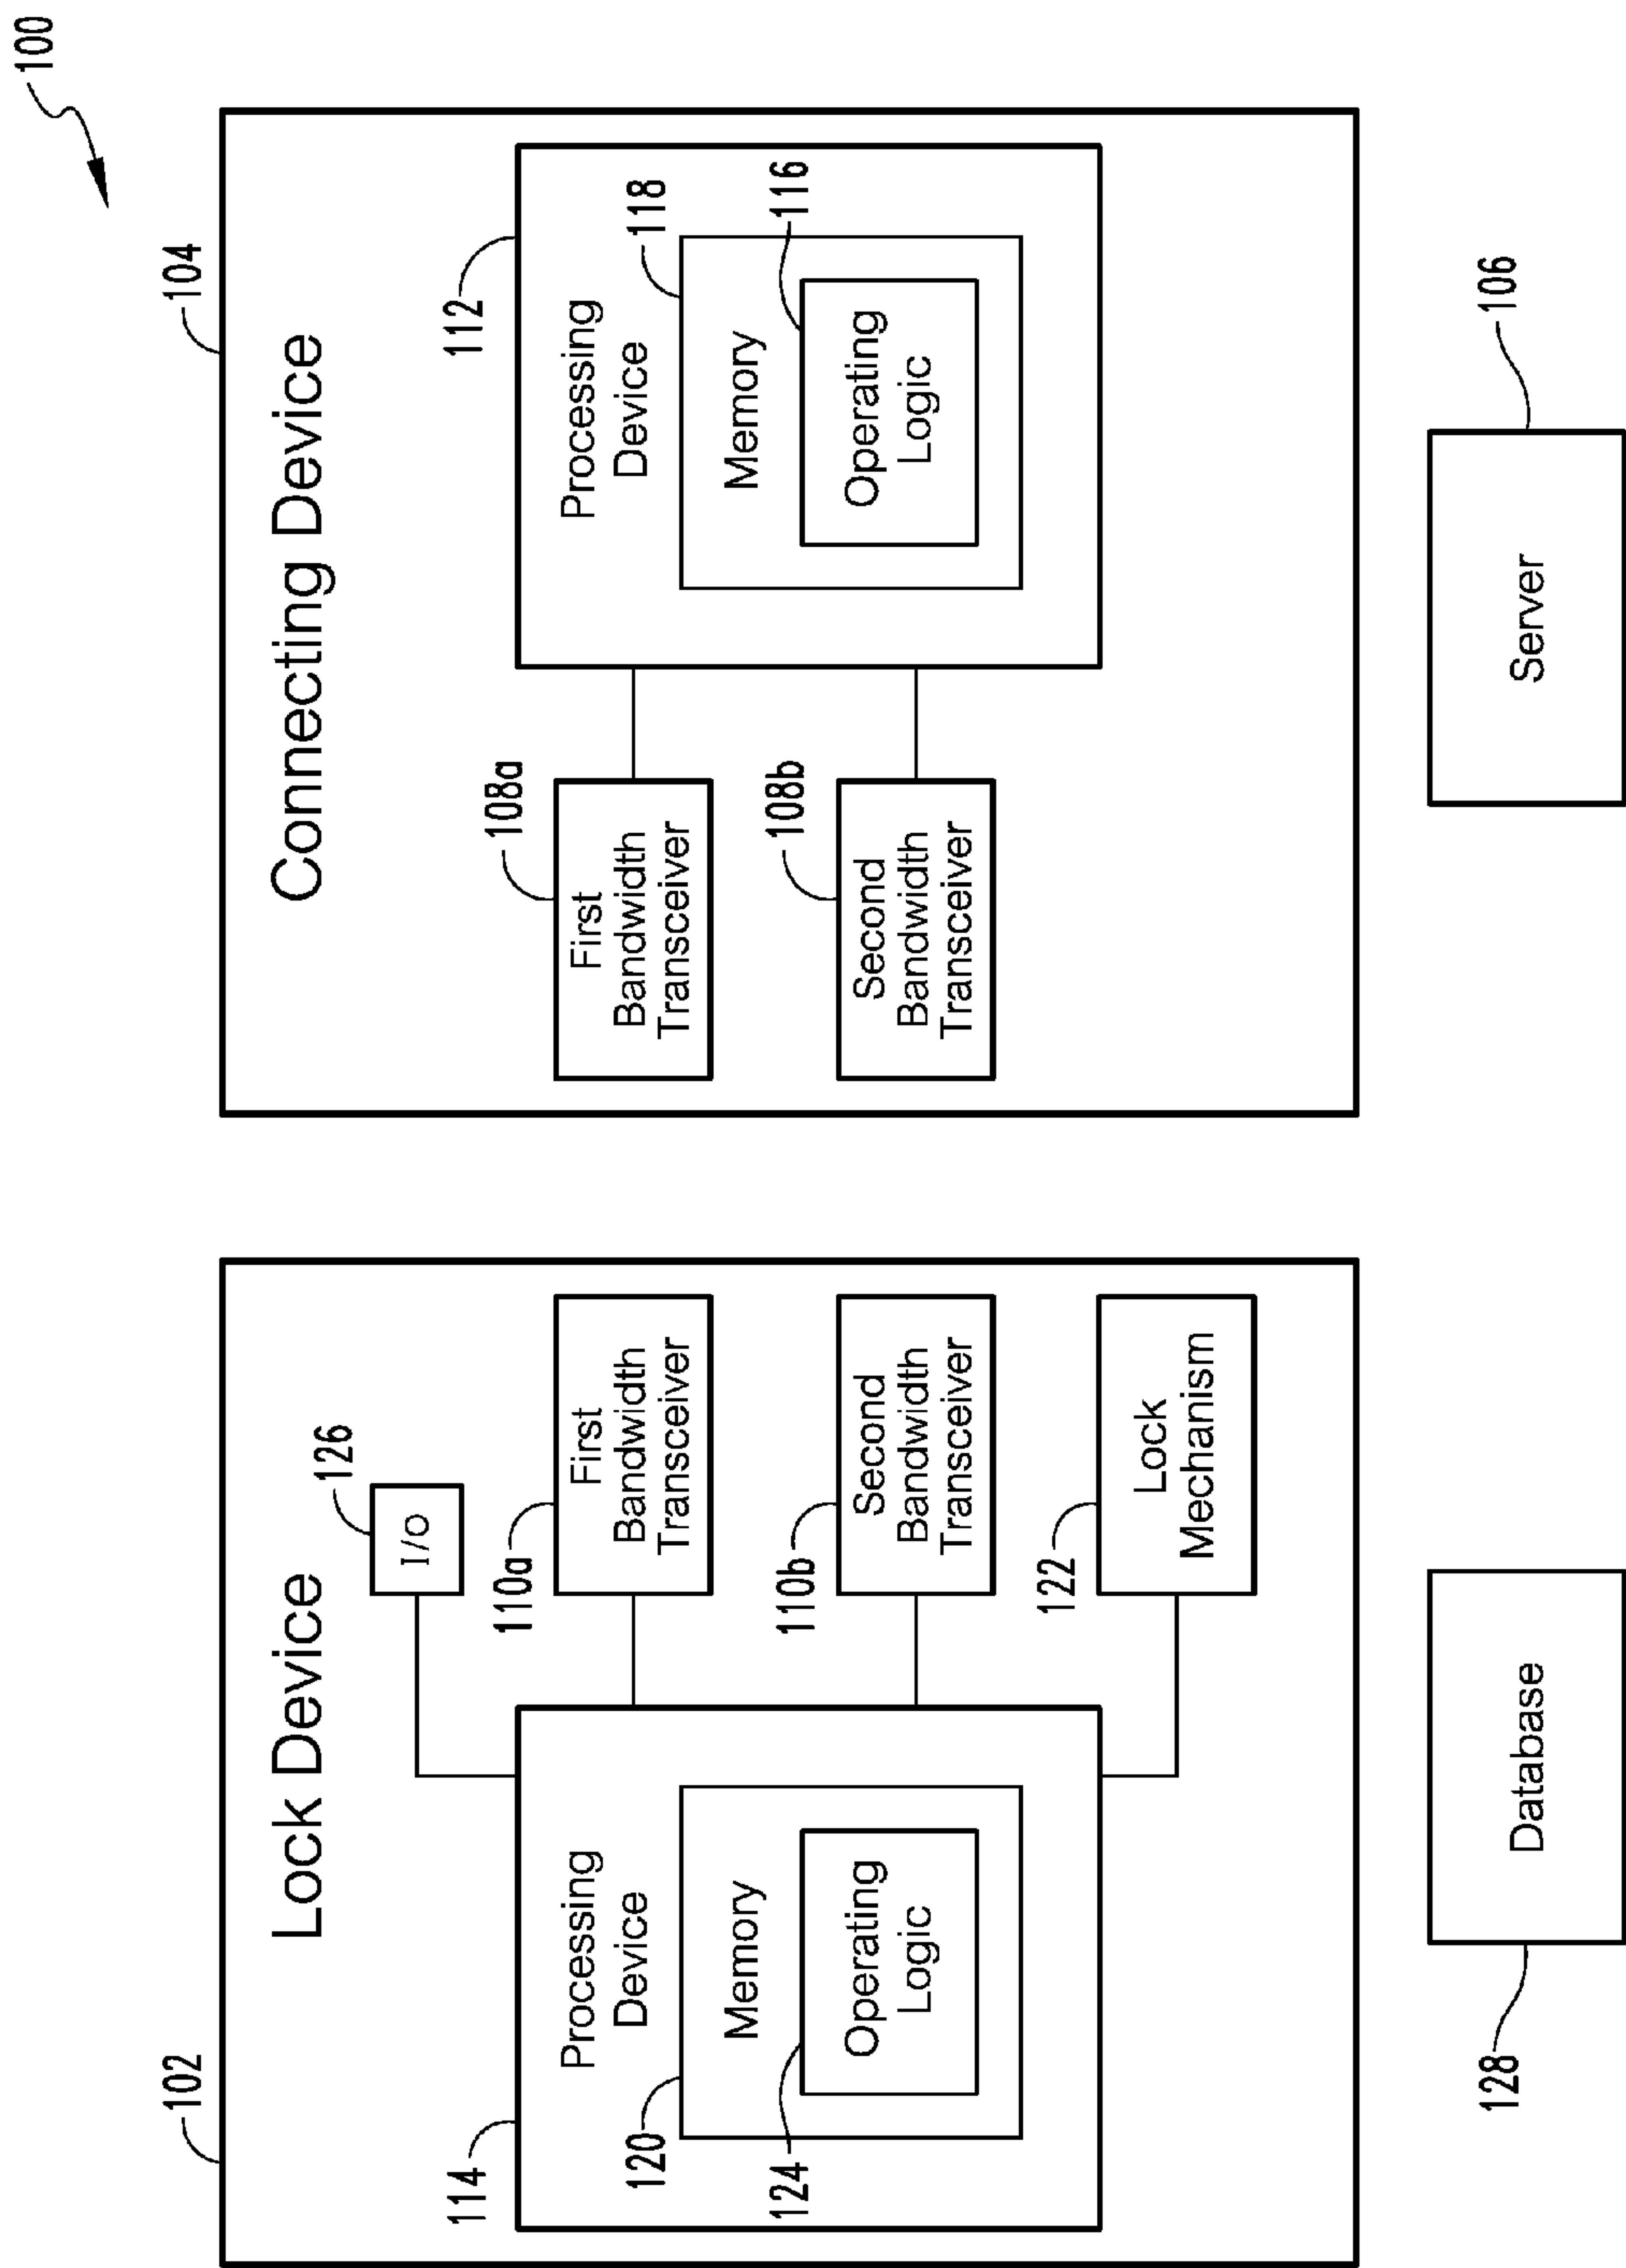 100
102
Lock Device
104
Connecting Device
126
I/O
114
Processing
Device
120
Memory
124
Operating
Logic
110a
First
Bandwidth
Transceiver
110b
Second
Bandwidth
Transceiver
122
Lock
Mechanism
108a
First
Bandwidth
Transceiver
108b
Second
Bandwidth
Transceiver
112
Processing
Device
118
Memory
116
Operating
Logic
128
Database
106
Server